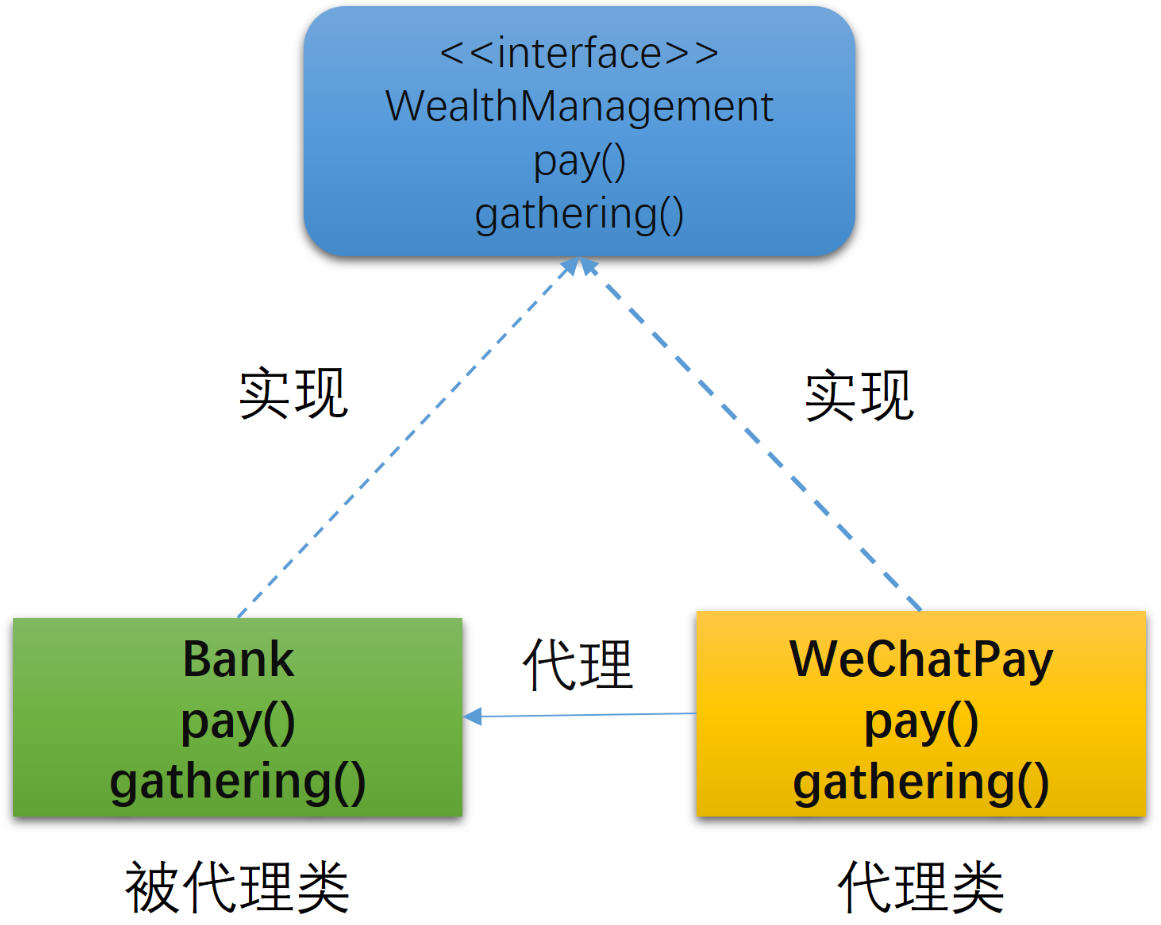 <<interface>>
WealthManagement
pay()
gathering()
实现
实现
Bank
pay()
gathering()
代理
WeChatPay
pay()
gathering()
被代理类
代理类